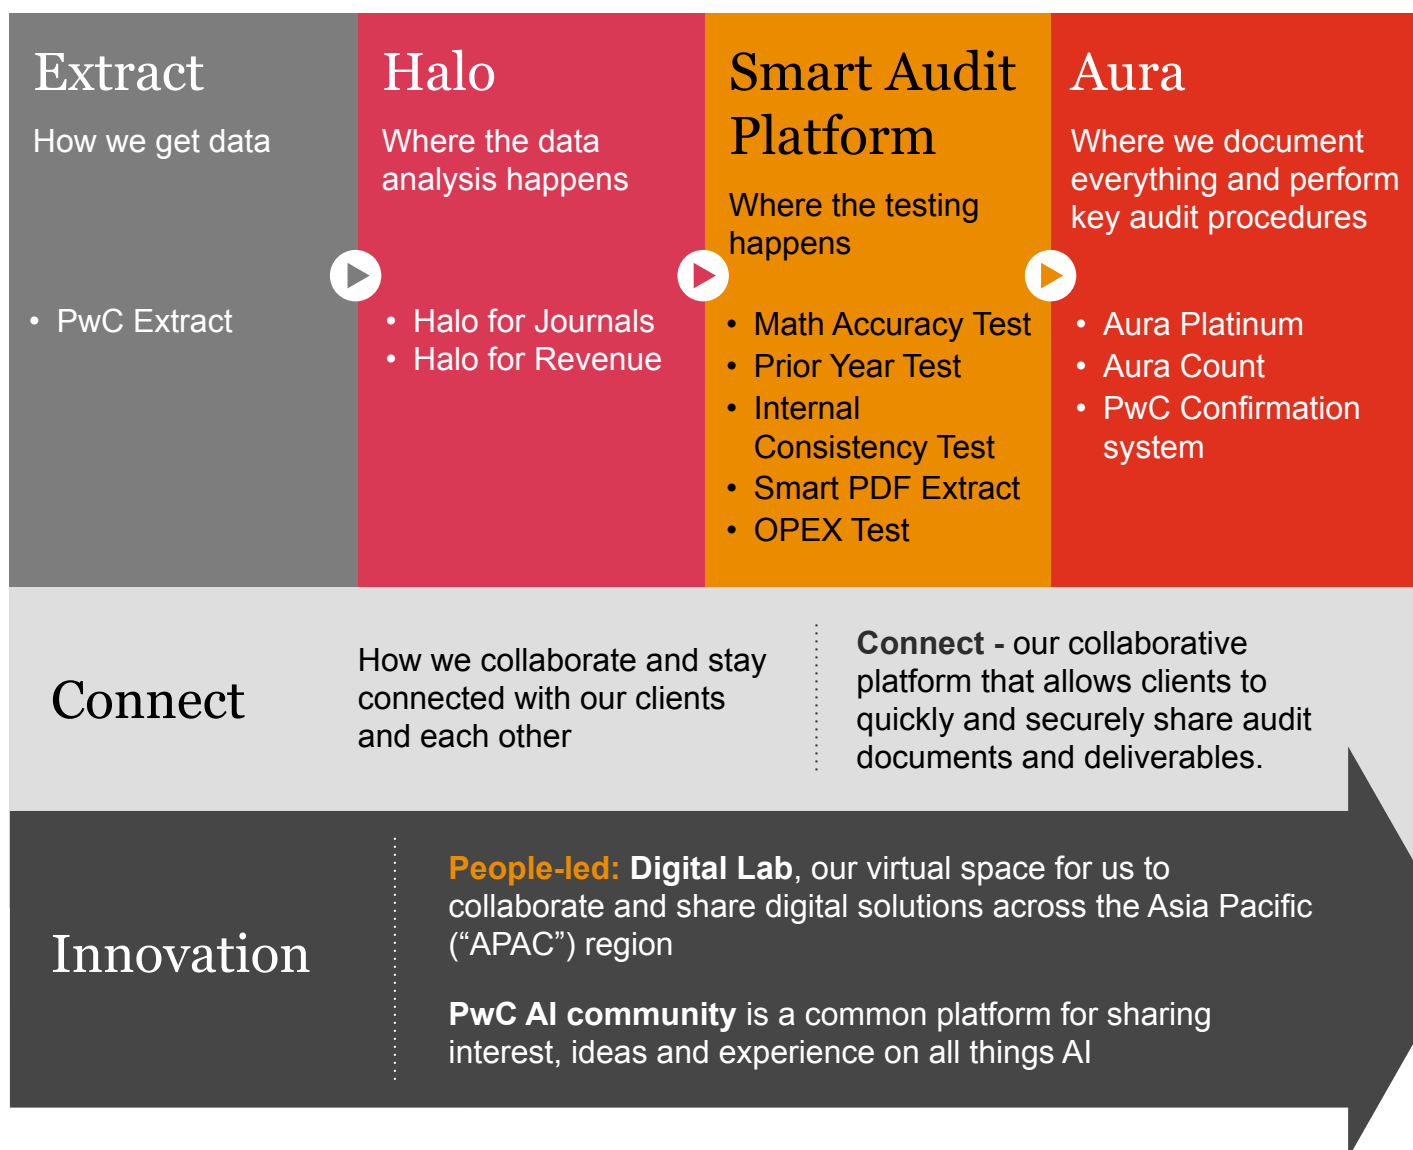 Extract
How we get data
• PwC Extract
Halo
Where the data
analysis happens
• Halo for Journals
• Halo for Revenue
Smart Audit
Platform
Where the testing
happens
• Math Accuracy Test
• Prior Year Test
• Internal
Consistency Test
• Smart PDF Extract
• OPEX Test
Aura
Where we document
everything and perform
key audit procedures
• Aura Platinum
• Aura Count
• PwC Confirmation
system
Connect
How we collaborate and stay
connected with our clients
and each other
Connect - our collaborative
platform that allows clients to
quickly and securely share audit
documents and deliverables.
Innovation
People-led: Digital Lab, our virtual space for us to
collaborate and share digital solutions across the Asia Pacific
(“APAC”) region
PwC AI community is a common platform for sharing
interest, ideas and experience on all things AI